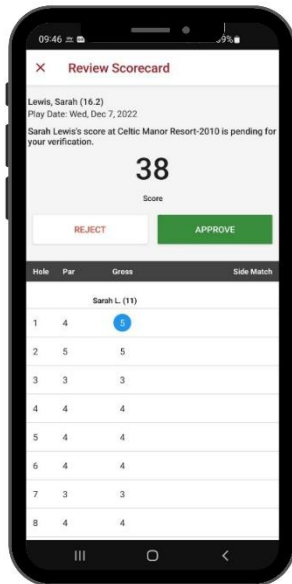 09:46 39%
× Review Scorecard
Lewis, Sarah (16.2)
Play Date: Wed, Dec 7, 2022
Sarah Lewis's score at Celtic Manor Resort-2010 is pending for
your verification.
38
Score
REJECT APPROVE
Hole Par Gross Side Match
Sarah L. (11)
1 4 5
2 5 5
3 3 3
4 4 4
5 4 4
6 4 4
7 3 3
8 4 4